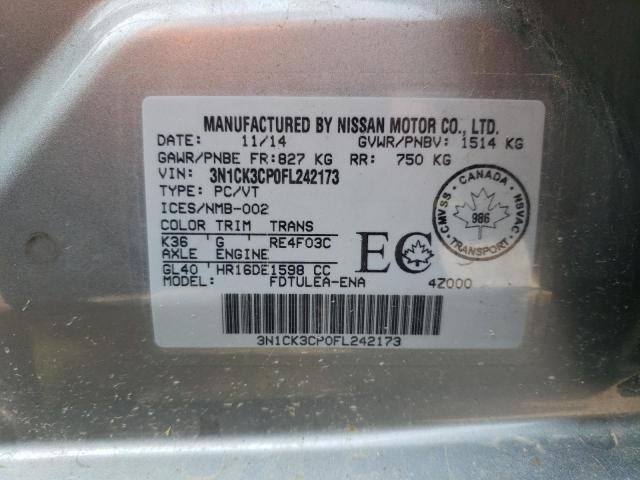 MANUFACTURED BY NISSAN MOTOR CO., LTD.
DATE: 11/14 GVWR/PNBV: 1514 KG
GAWR/PNBE FR: 827 KG RR: 750 KG
VIN: 3N1CK3CP0FL242173
TYPE: PC/VT
ICES/NMB-002
COLOR TRIM TRANS
K36 G RE4F03C
AXLE ENGINE
GL40 HR16DE1598 CC
MODEL: FDTULEA-ENA 4Z000
EC
CMVSS CANADA NSVAC
986
TRANSPORT
3N1CK3CP0FL242173